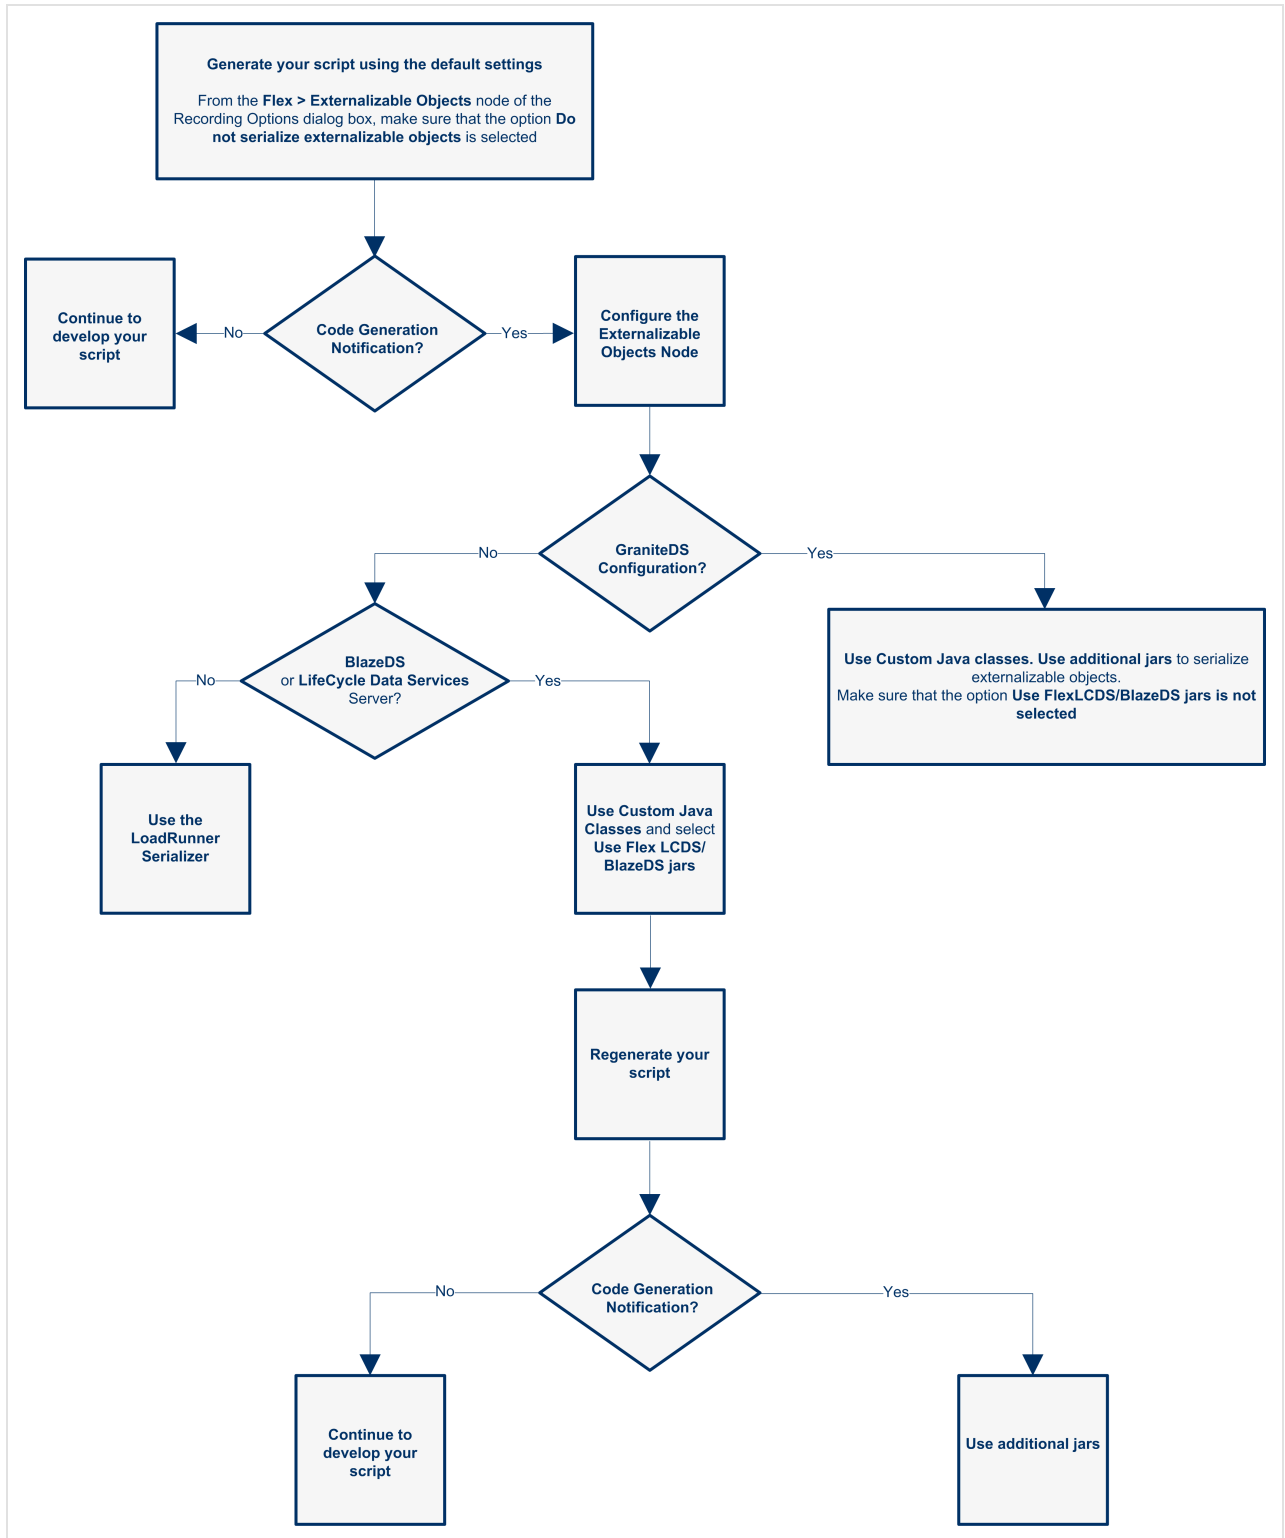 Generate your script using the default settings
From the Flex > Externalizable Objects node of the
Recording Options dialog box, make sure that the option Do
not serialize externalizable objects is selected
Continue to
develop your
script
No
Code Generation
Notification?
Yes
Configure the
Externalizable
Objects Node
No
GraniteDS
Configuration?
Yes
Use Custom Java classes. Use additional jars to serialize
externalizable objects.
Make sure that the option Use FlexLCDS/BlazeDS jars is not
selected
No
BlazeDS
or LifeCycle Data Services
Server?
Yes
Use the
LoadRunner
Serializer
Use Custom Java
Classes and select
Use Flex LCDS/
BlazeDS jars
Regenerate your
script
No
Code Generation
Notification?
Yes
Continue to
develop your
script
Use additional jars